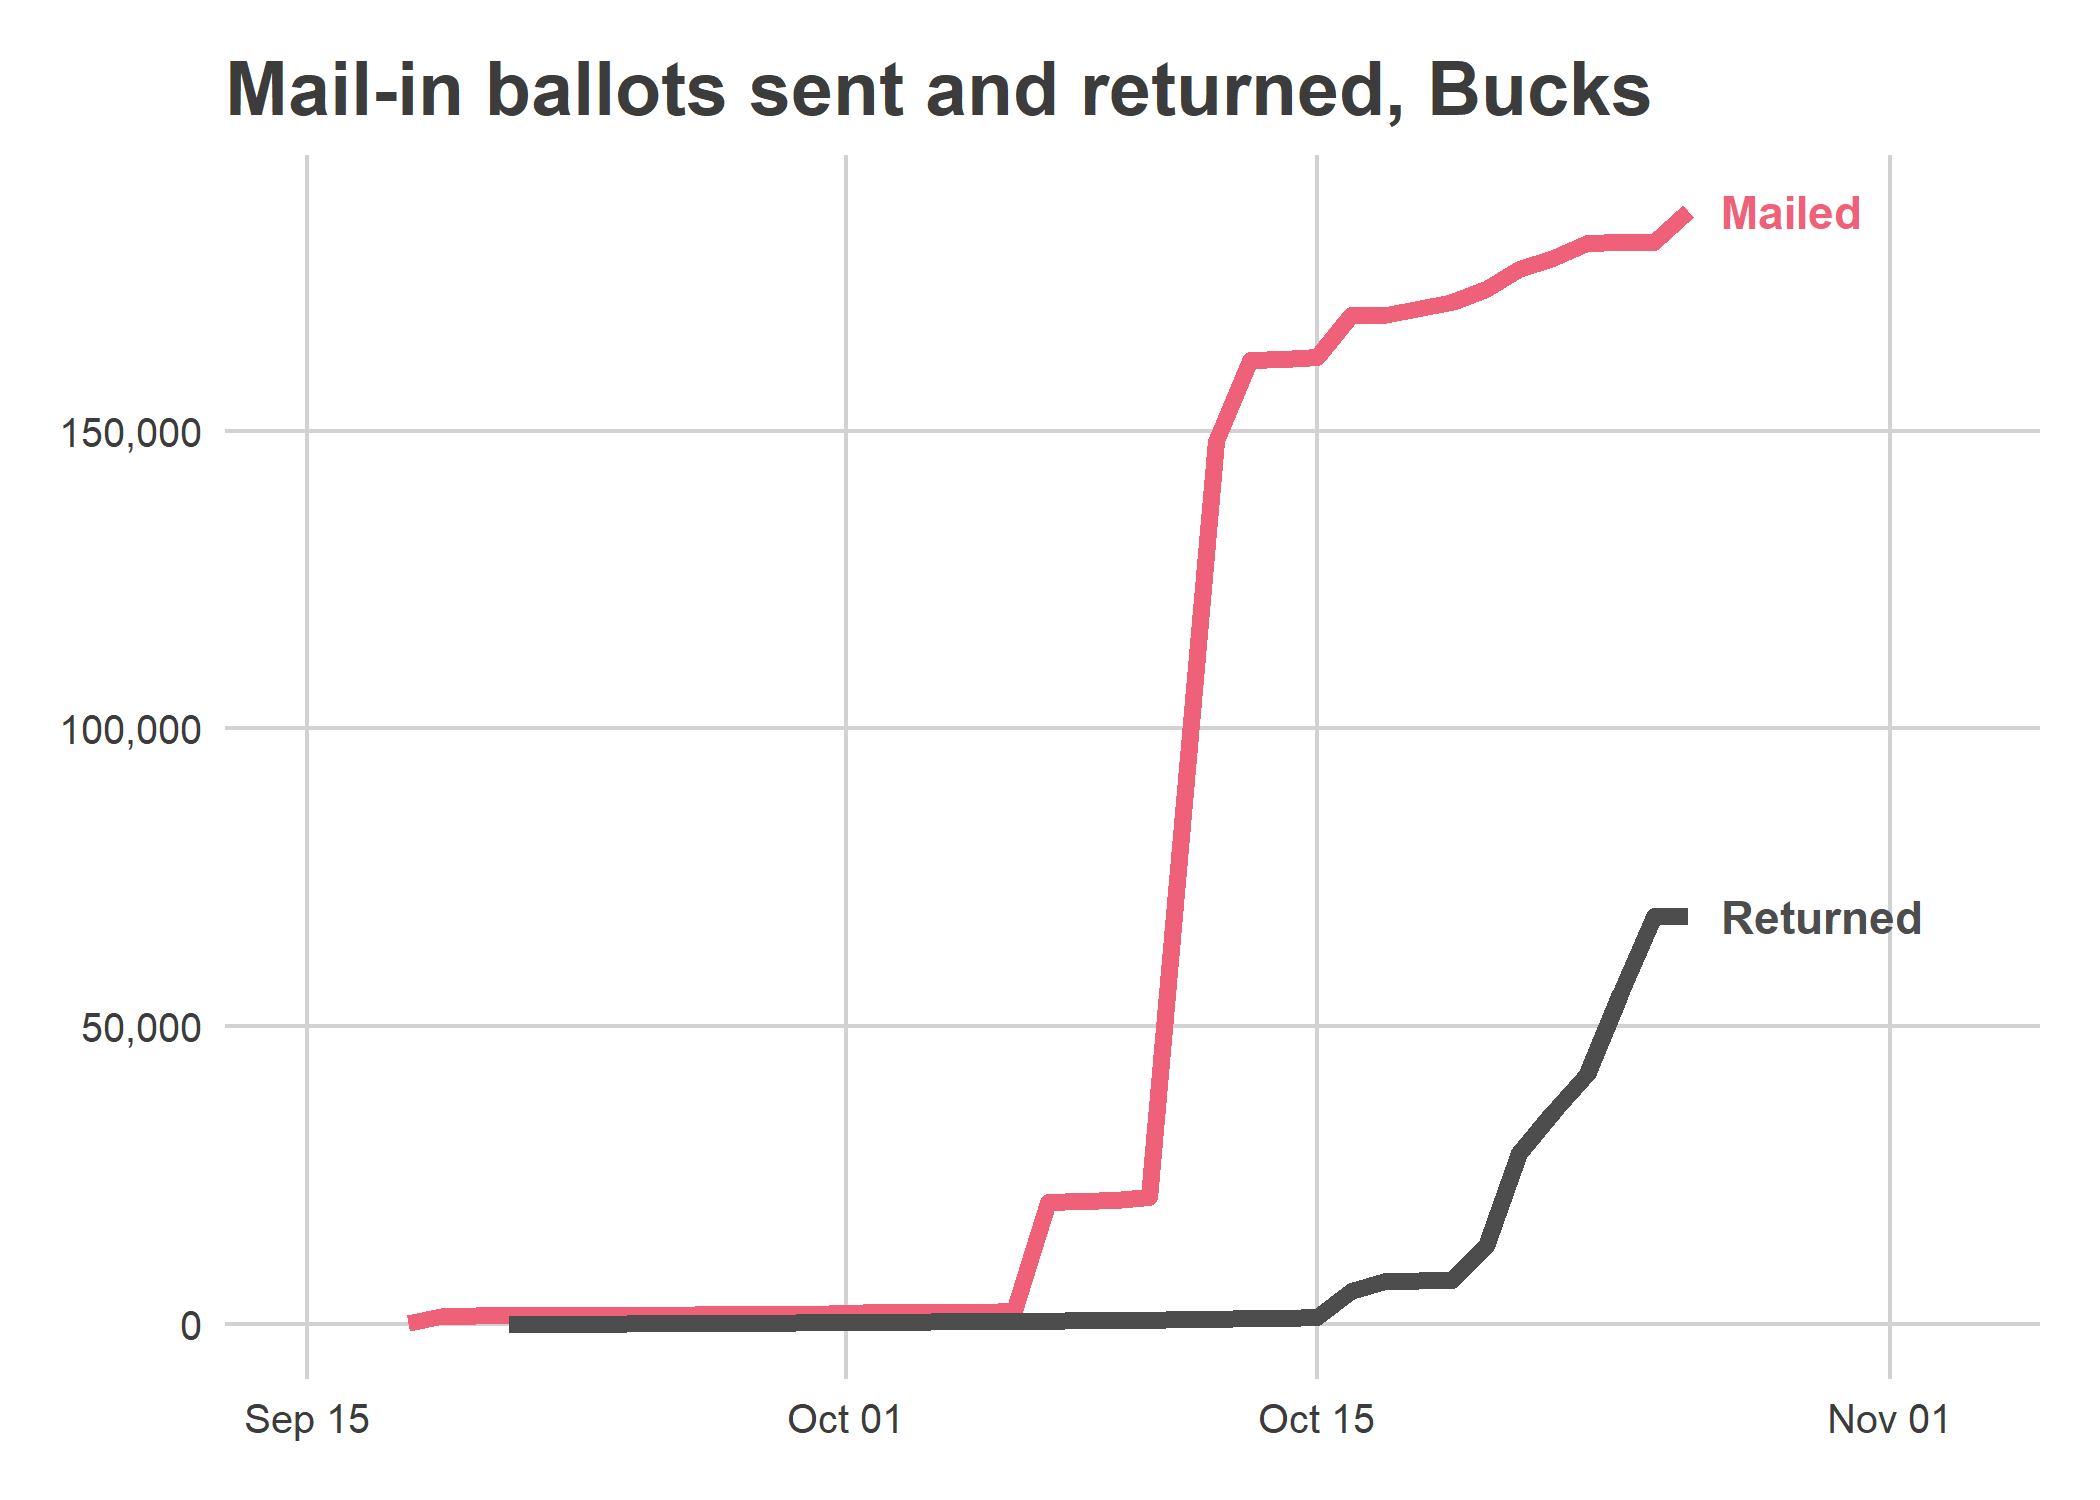 Mail-in ballots sent and returned, Bucks
Mailed
150,000
100,000
Returned
50,000
0
Sep 15
Oct 01
Oct 15
Nov 01